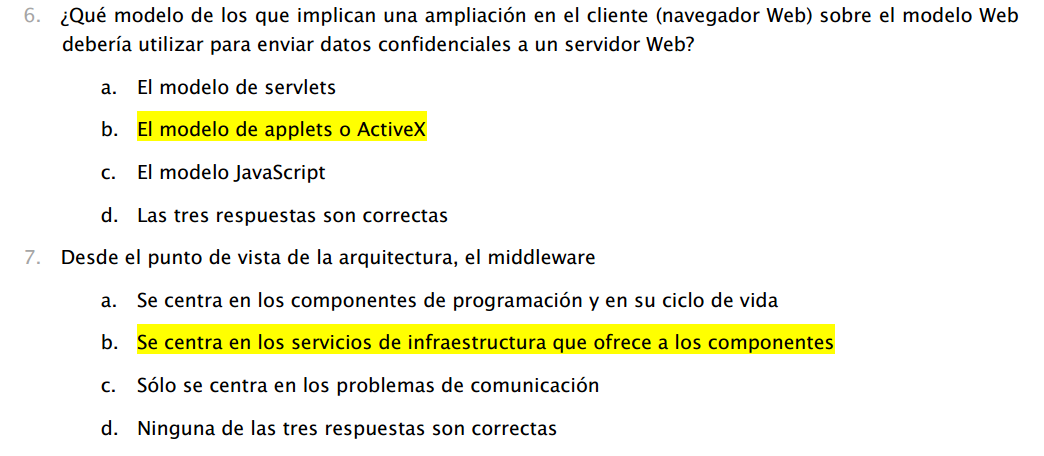 6. ¿Qué modelo de los que implican una ampliación en el cliente (navegador Web) sobre el modelo Web
debería utilizar para enviar datos confidenciales a un servidor Web?
a. El modelo de servlets
b. El modelo de applets o ActiveX
c. El modelo JavaScript
d. Las tres respuestas son correctas
7. Desde el punto de vista de la arquitectura, el middleware
a. Se centra en los componentes de programación y en su ciclo de vida
b. Se centra en los servicios de infraestructura que ofrece a los componentes
c. Sólo se centra en los problemas de comunicación
d. Ninguna de las tres respuestas son correctas